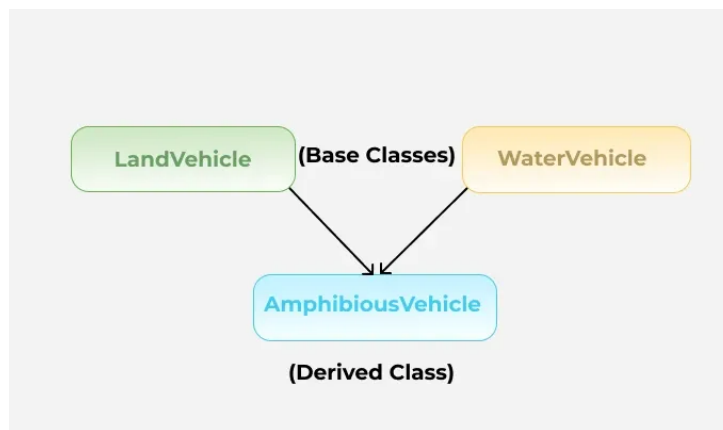 LandVehicle
(Base Classes)
WaterVehicle
AmphibiousVehicle
(Derived Class)